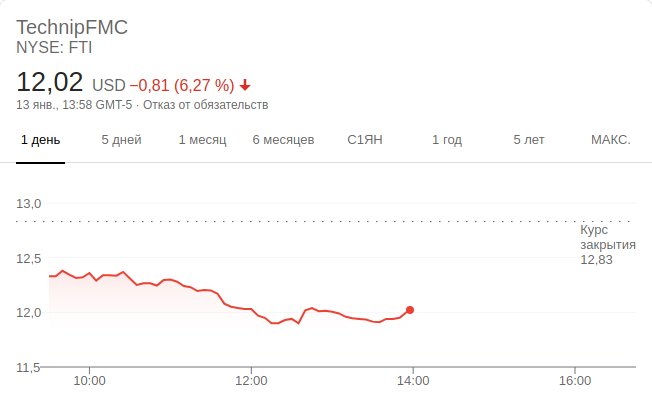 TechnipFMC
NYSE: FTI
12,02 USD −0,81 (6,27 %)
13 янв., 13:58 GMT-5 · Отказ от обязательств
1 день 5 дней 1 месяц 6 месяцев С1ЯН 1 год 5 лет МАКС.
13,0
Курс
закрытия
12,83
12,5
12,0
11,5
10:00 12:00 14:00 16:00